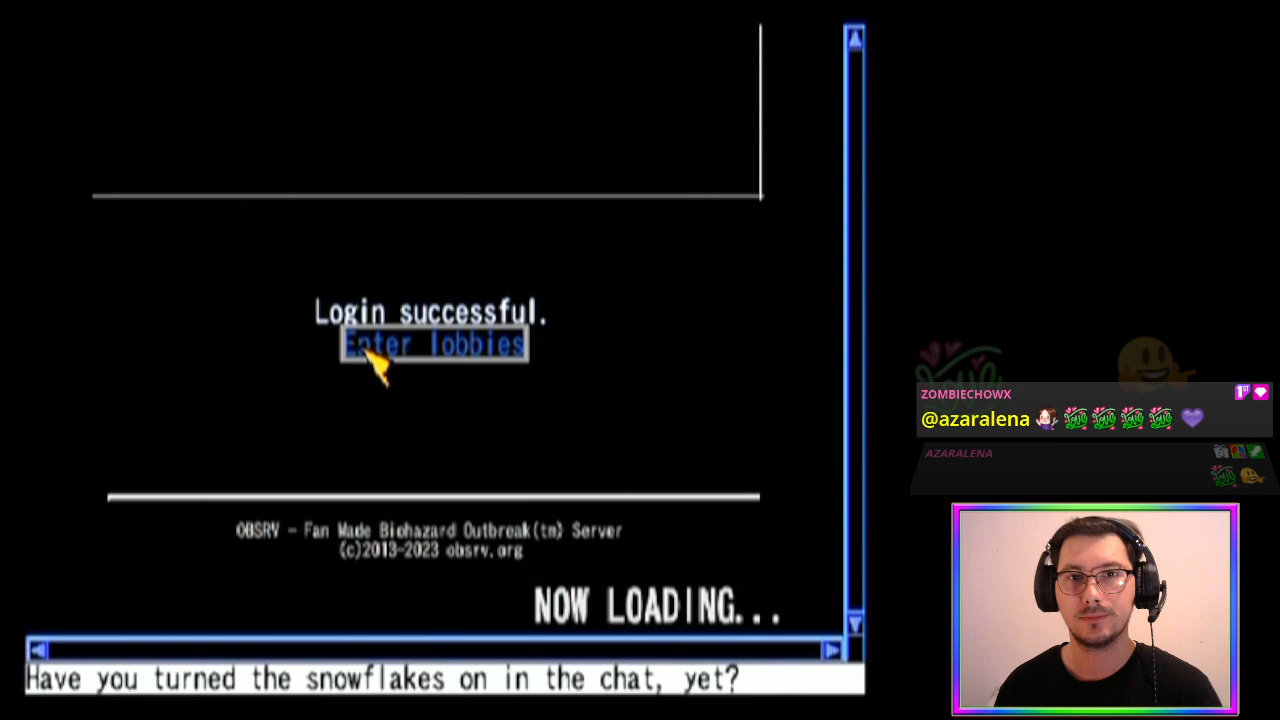 Login successful.
Enter lobbies
OBSRV - Fan Made Biohazard Outbreak(tm) Server
(c)2013-2023 obsrv.org
NOW LOADING...
Have you turned the snowflakes on in the chat, yet?
ZOMBIECHOWX
@azaralena
AZARALENA